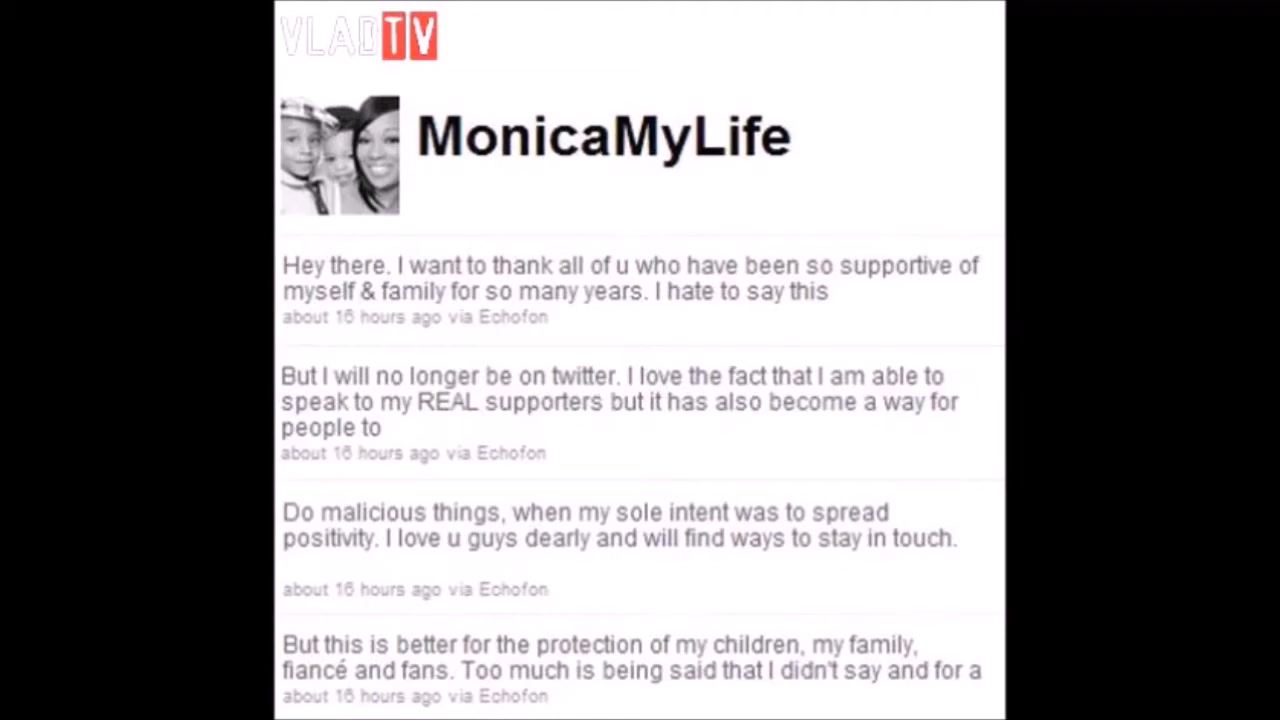 VLADTV
MonicaMyLife
Hey there. I want to thank all of u who have been so supportive of
myself & family for so many years. I hate to say this
about 16 hours ago via Echofon
But I will no longer be on twitter. I love the fact that I am able to
speak to my REAL supporters but it has also become a way for
people to
about 16 hours ago via Echofon
Do malicious things, when my sole intent was to spread
positivity. I love u guys dearly and will find ways to stay in touch.
about 16 hours ago via Echofon
But this is better for the protection of my children, my family,
fiancé and fans. Too much is being said that I didn't say and for a
about 16 hours ago via Echofon